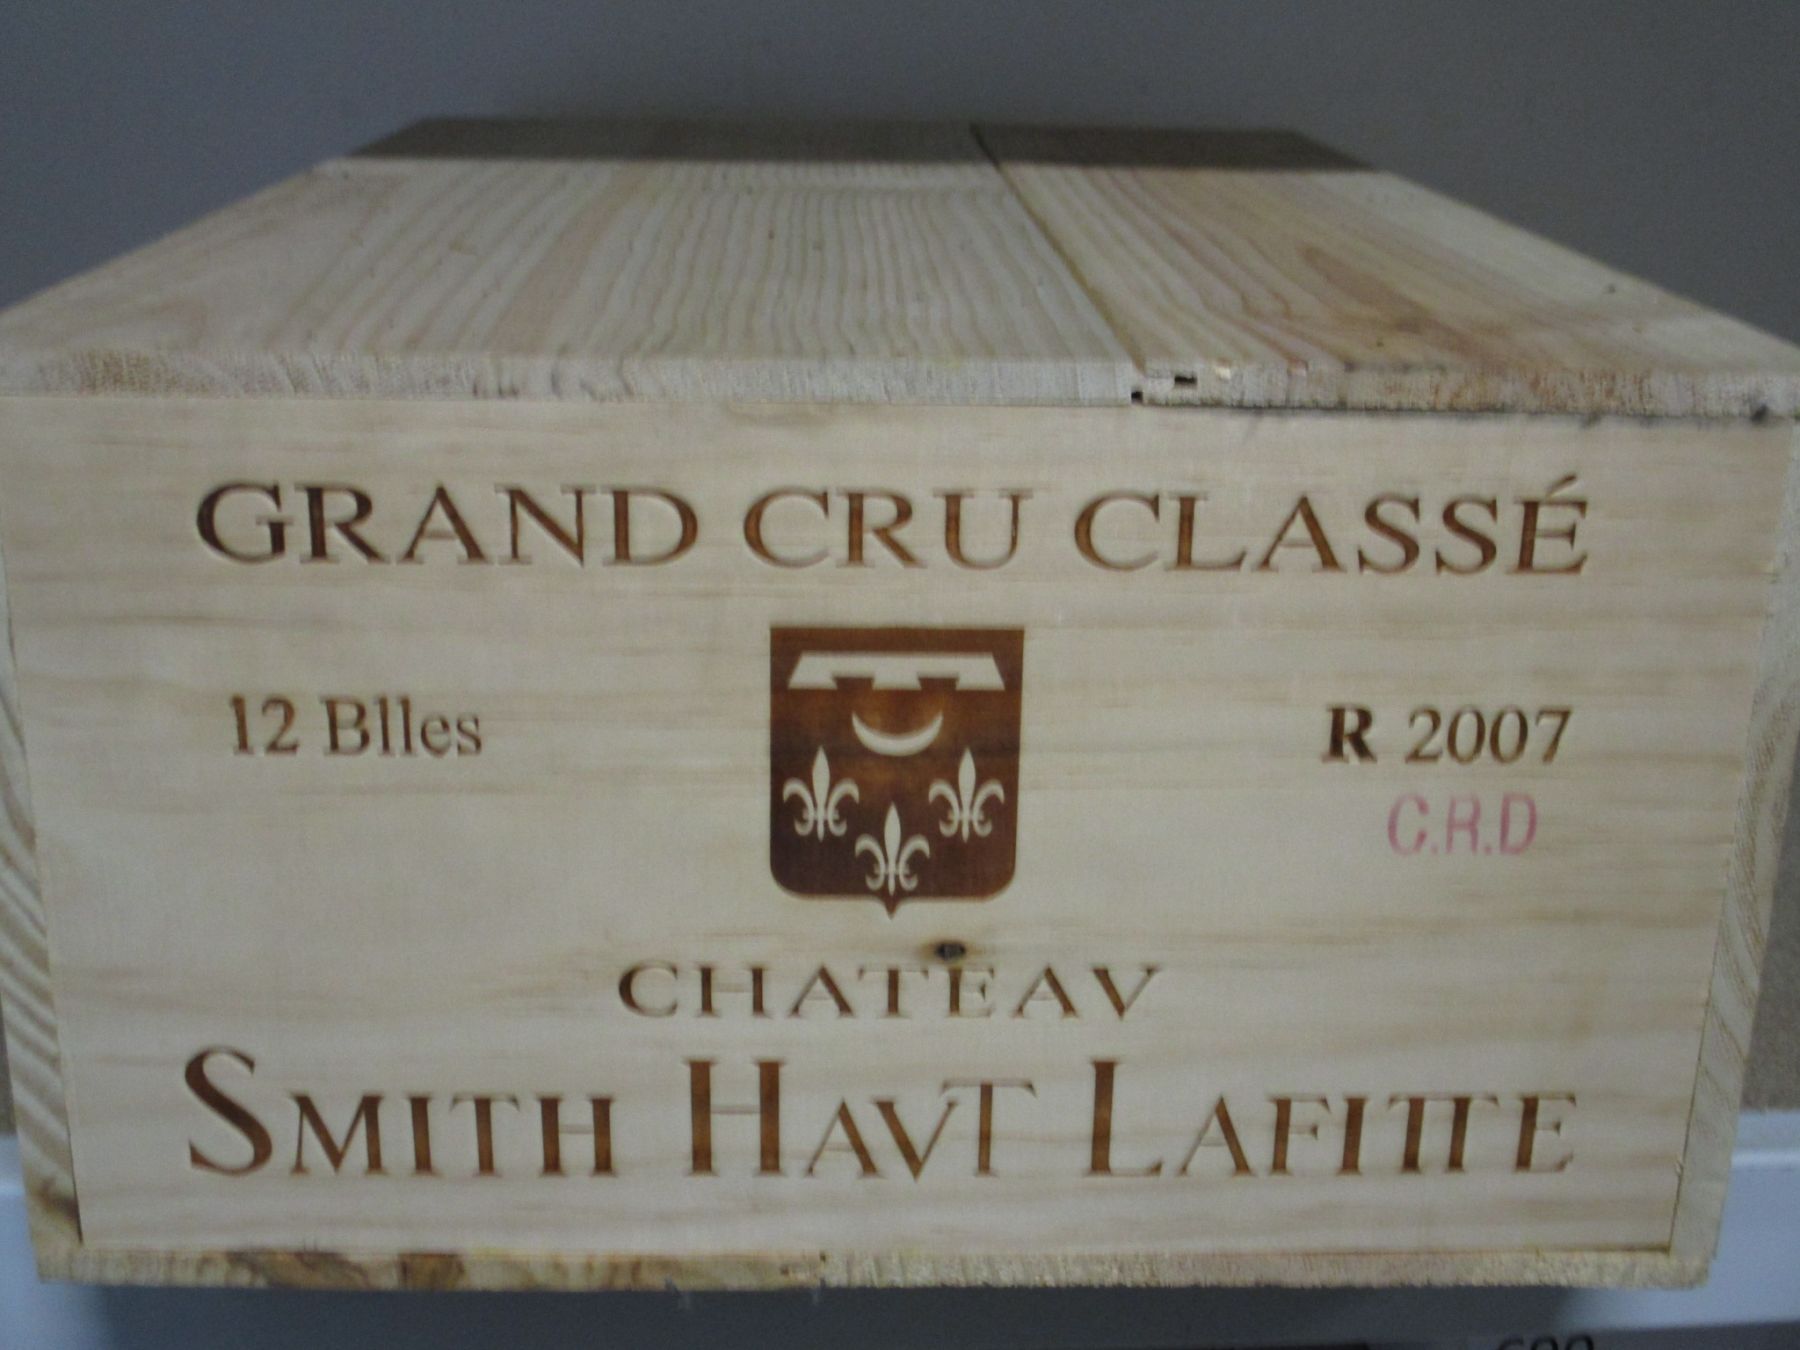 GRAND CRU CLASSÉ
12 Blles
R 2007
C.R.D
CHATEAV
SMITH HAVT LAFITTE